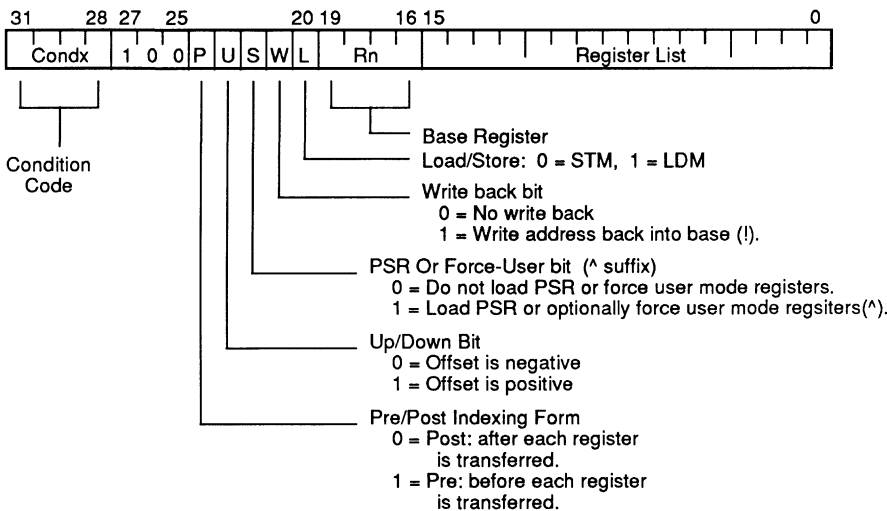 31 28 27 25 20 19 16 15 0
Condx 1 0 0 P U S W L Rn Register List
Base Register
Load/Store: 0 = STM, 1 = LDM
Condition
Code
Write back bit
0 = No write back
1 = Write address back into base (!).
PSR Or Force-User bit (^ suffix)
0 = Do not load PSR or force user mode registers.
1 = Load PSR or optionally force user mode regsiters(^).
Up/Down Bit
0 = Offset is negative
1 = Offset is positive
Pre/Post Indexing Form
0 = Post: after each register
is transferred.
1 = Pre: before each register
is transferred.